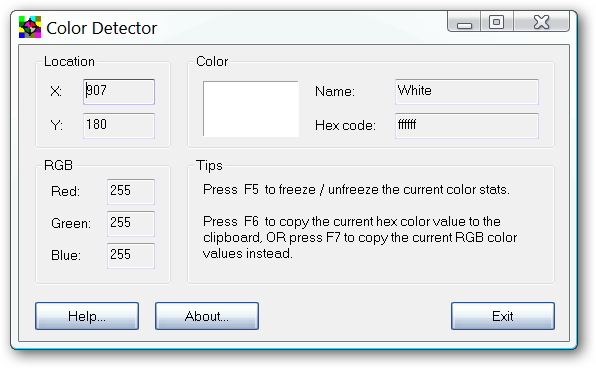 Color Detector
Location
X: 907
Y: 180
Color
Name: White
Hex code: ffffff
RGB
Red: 255
Green: 255
Blue: 255
Tips
Press F5 to freeze / unfreeze the current color stats.
Press F6 to copy the current hex color value to the
clipboard, OR press F7 to copy the current RGB color
values instead.
Help... About... Exit